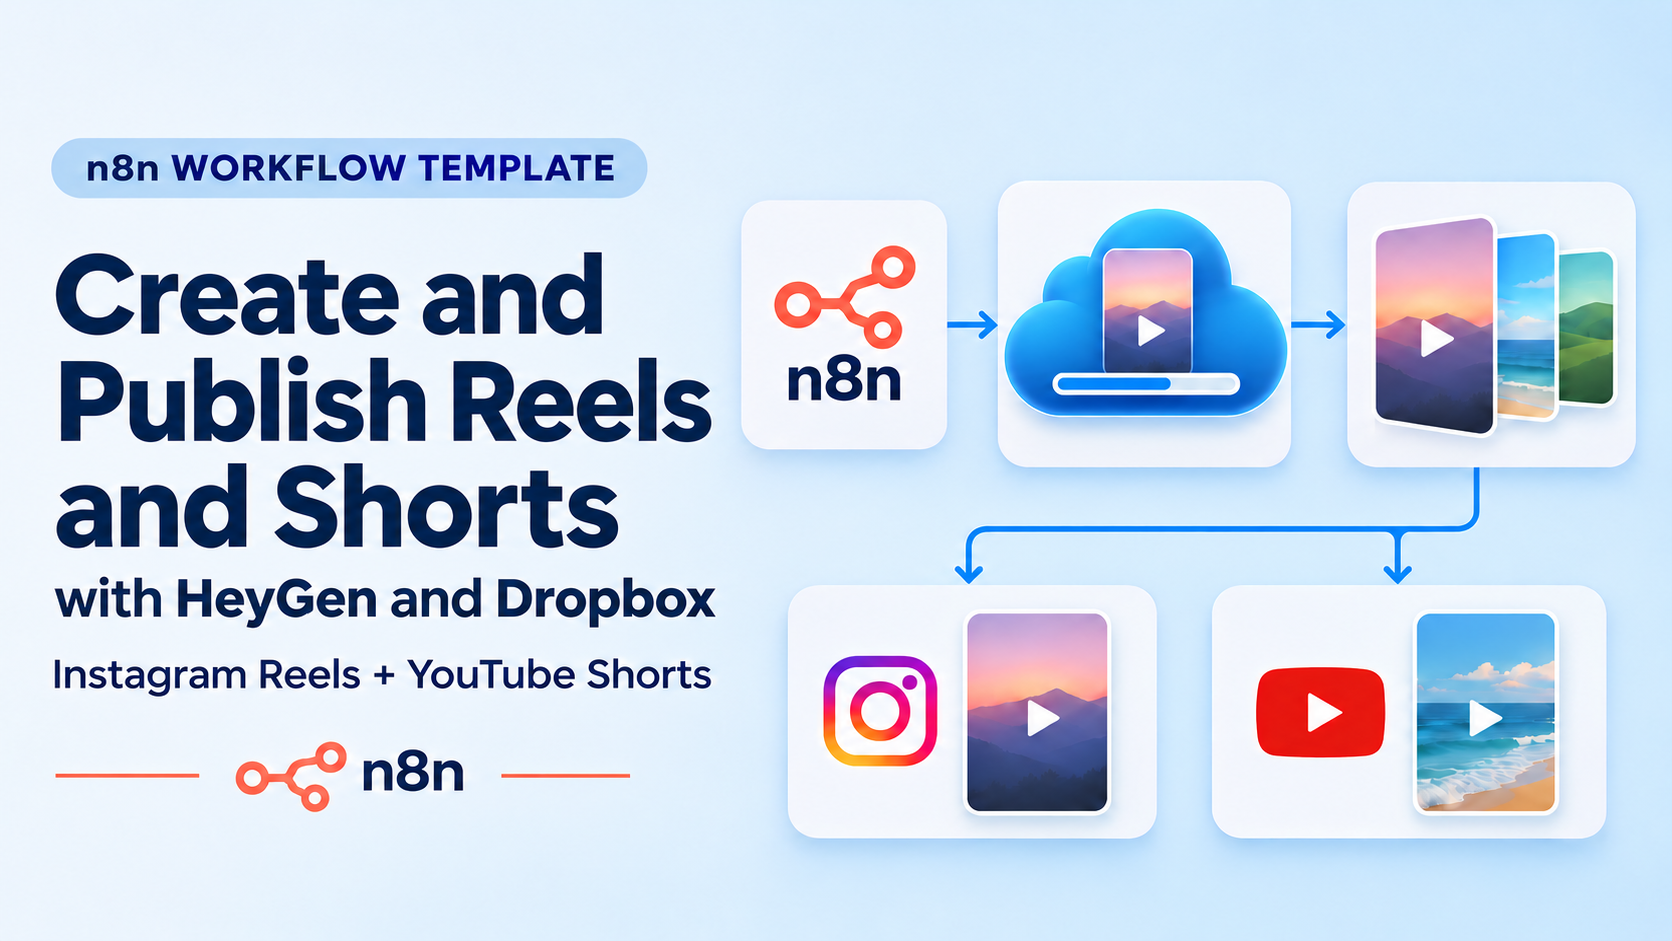 n8n WORKFLOW TEMPLATE
Create and
Publish Reels
and Shorts
with HeyGen and Dropbox
Instagram Reels + YouTube Shorts
n8n
n8n